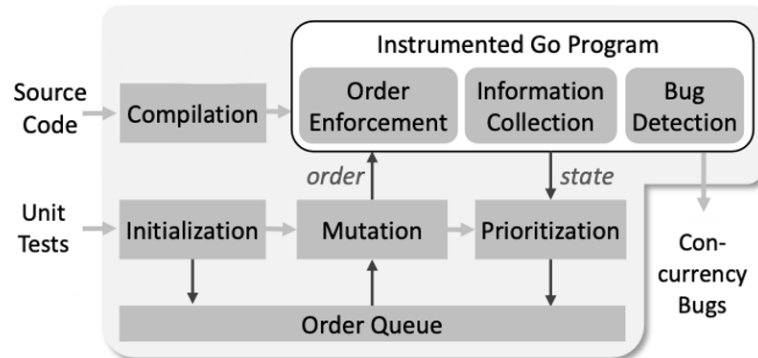 Instrumented Go Program
Source
Code
Compilation
Order
Enforcement
Information
Collection
Bug
Detection
order
state
Unit
Tests
Initialization
Mutation
Prioritization
Con-
currency
Bugs
Order Queue